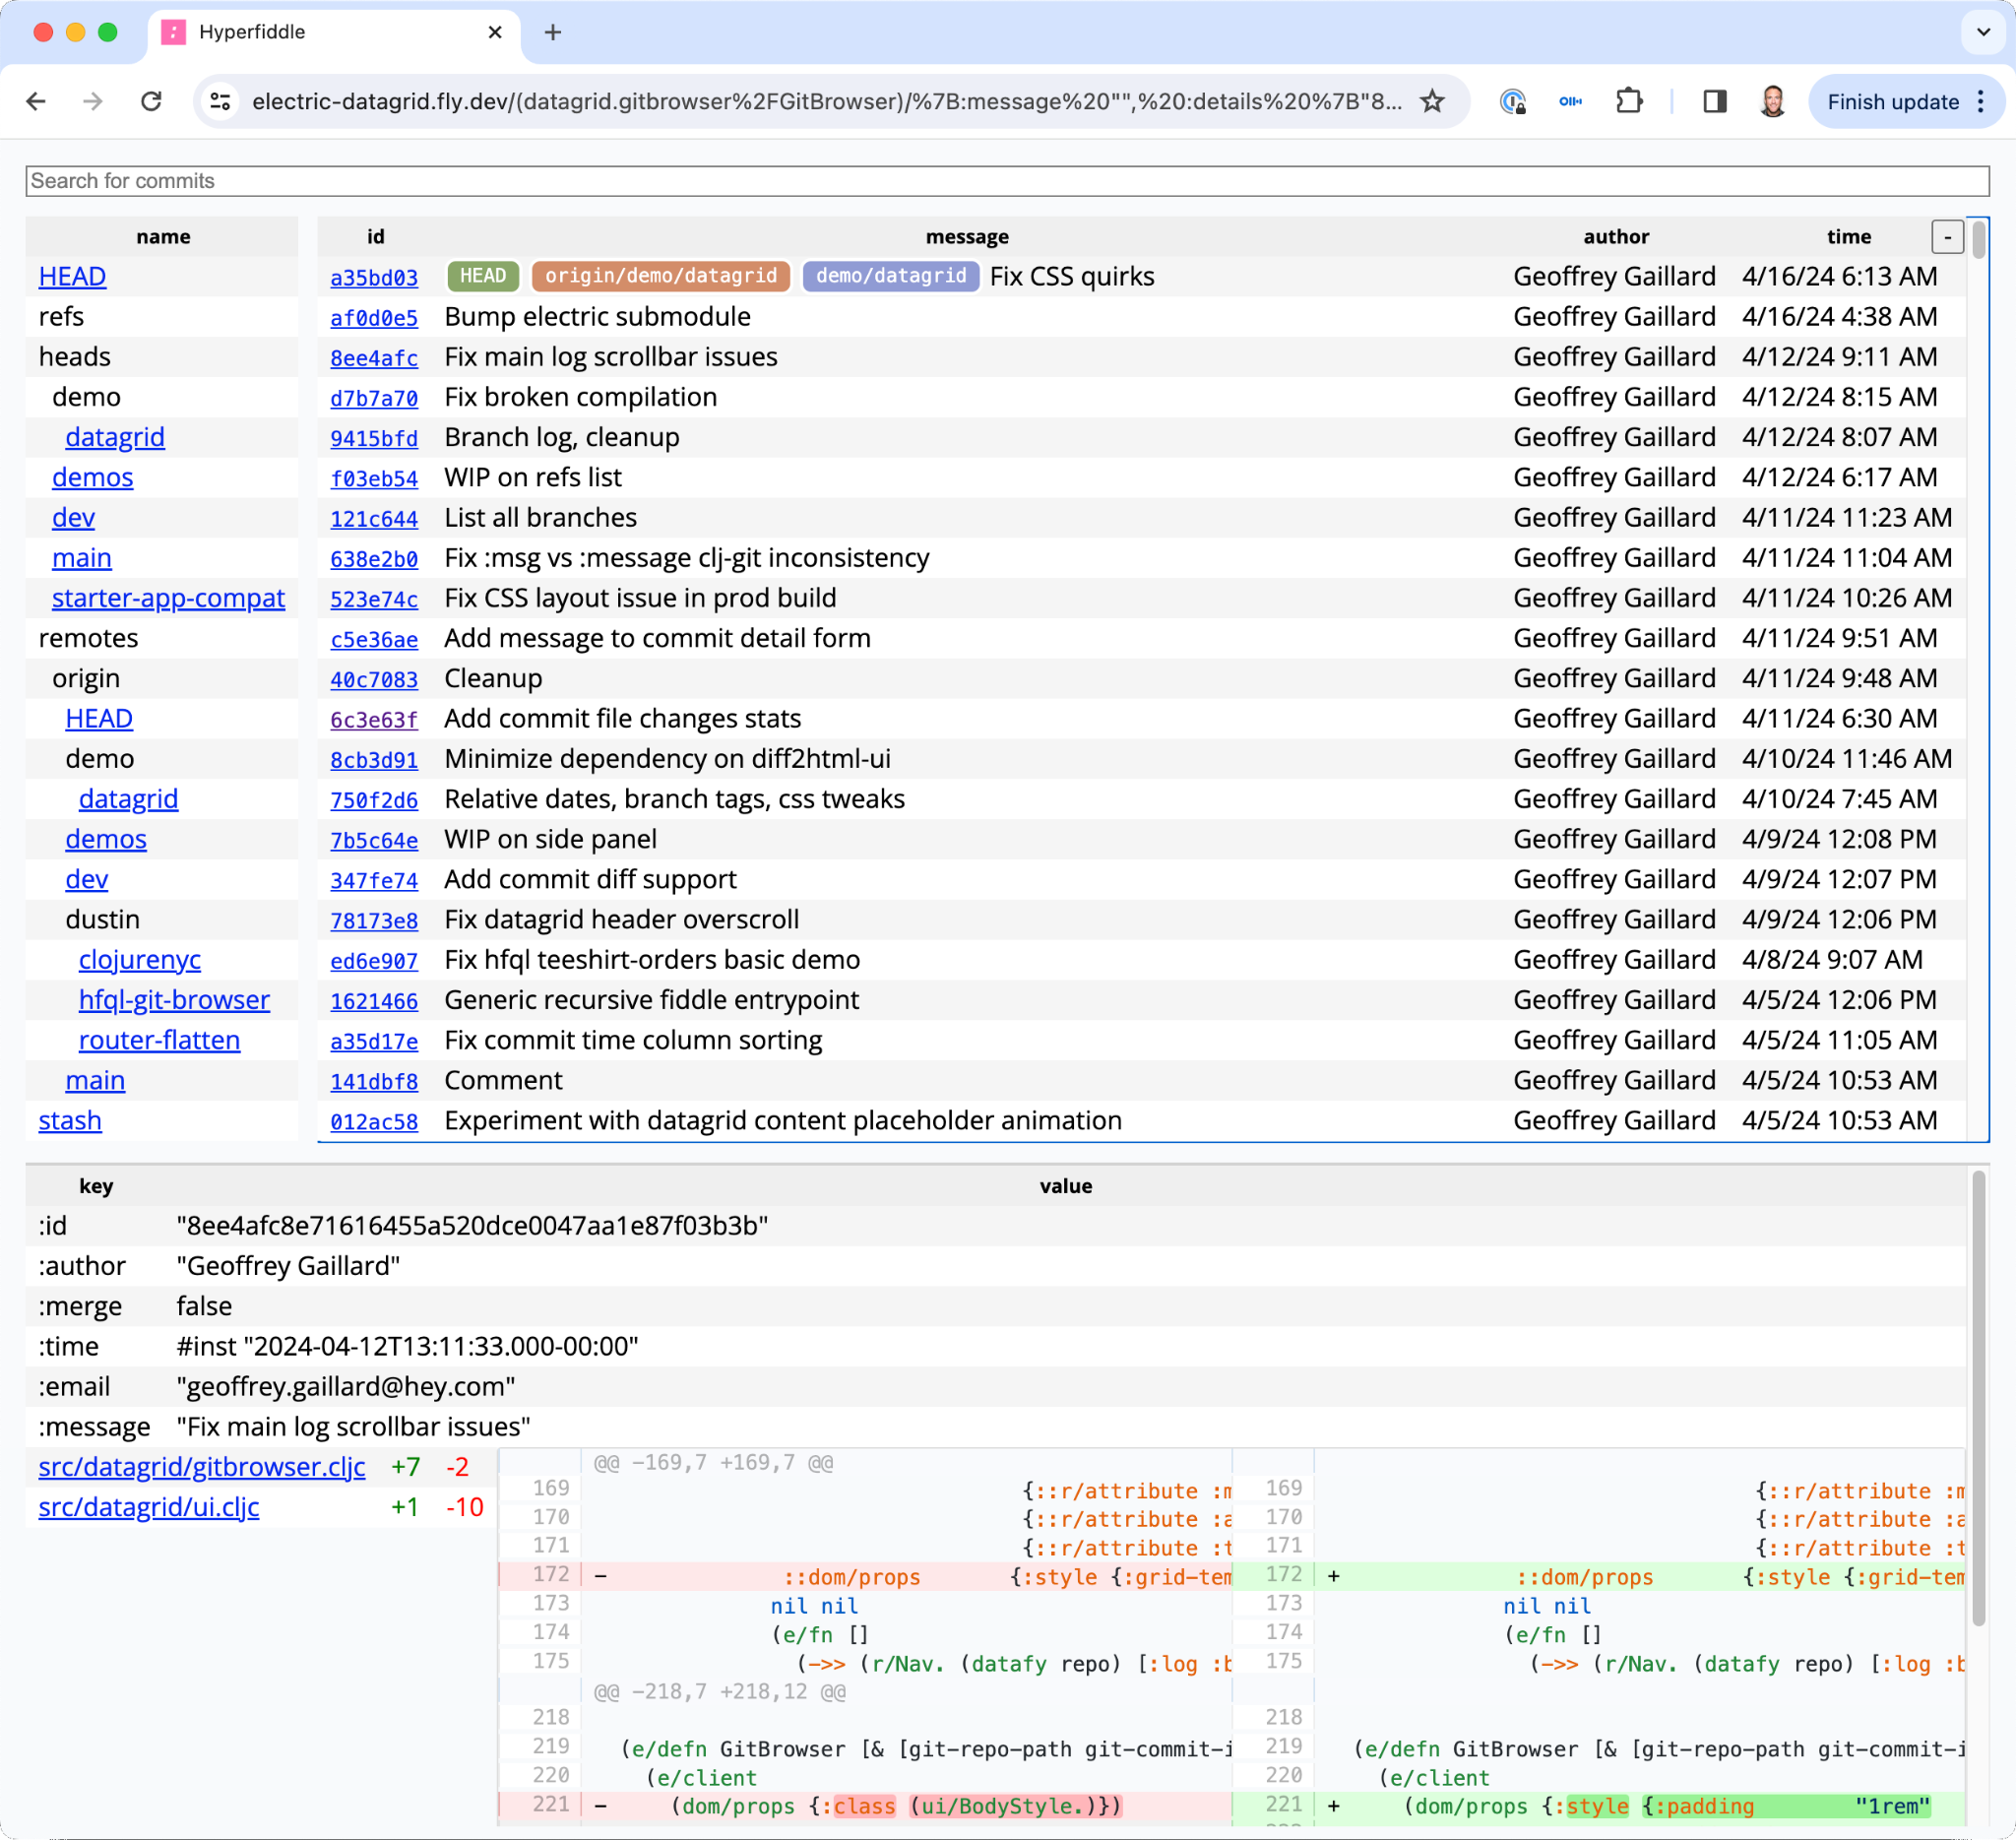 Hyperfiddle
electric-datagrid.fly.dev/(datagrid.gitbrowser%2FGitBrowser)/%7B:message%20"",%20:details%20%7B"8...
Finish update
Search for commits
name
HEAD
refs
heads
demo
datagrid
demos
dev
main
starter-app-compat
remotes
origin
HEAD
demo
datagrid
demos
dev
dustin
clojurenyc
hfql-git-browser
router-flatten
main
stash
id message author time -
a35bd03 HEAD origin/demo/datagrid demo/datagrid Fix CSS quirks Geoffrey Gaillard 4/16/24 6:13 AM
af0d0e5 Bump electric submodule Geoffrey Gaillard 4/16/24 4:38 AM
8ee4afc Fix main log scrollbar issues Geoffrey Gaillard 4/12/24 9:11 AM
d7b7a70 Fix broken compilation Geoffrey Gaillard 4/12/24 8:15 AM
9415bfd Branch log, cleanup Geoffrey Gaillard 4/12/24 8:07 AM
f03eb54 WIP on refs list Geoffrey Gaillard 4/12/24 6:17 AM
121c644 List all branches Geoffrey Gaillard 4/11/24 11:23 AM
638e2b0 Fix :msg vs :message clj-git inconsistency Geoffrey Gaillard 4/11/24 11:04 AM
523e74c Fix CSS layout issue in prod build Geoffrey Gaillard 4/11/24 10:26 AM
c5e36ae Add message to commit detail form Geoffrey Gaillard 4/11/24 9:51 AM
40c7083 Cleanup Geoffrey Gaillard 4/11/24 9:48 AM
6c3e63f Add commit file changes stats Geoffrey Gaillard 4/11/24 6:30 AM
8cb3d91 Minimize dependency on diff2html-ui Geoffrey Gaillard 4/10/24 11:46 AM
750f2d6 Relative dates, branch tags, css tweaks Geoffrey Gaillard 4/10/24 7:45 AM
7b5c64e WIP on side panel Geoffrey Gaillard 4/9/24 12:08 PM
347fe74 Add commit diff support Geoffrey Gaillard 4/9/24 12:07 PM
78173e8 Fix datagrid header overscroll Geoffrey Gaillard 4/9/24 12:06 PM
ed6e907 Fix hfql teeshirt-orders basic demo Geoffrey Gaillard 4/8/24 9:07 AM
1621466 Generic recursive fiddle entrypoint Geoffrey Gaillard 4/5/24 12:06 PM
a35d17e Fix commit time column sorting Geoffrey Gaillard 4/5/24 11:05 AM
141dbf8 Comment Geoffrey Gaillard 4/5/24 10:53 AM
012ac58 Experiment with datagrid content placeholder animation Geoffrey Gaillard 4/5/24 10:53 AM
key value
:id "8ee4afc8e71616455a520dce0047aa1e87f03b3b"
:author "Geoffrey Gaillard"
:merge false
:time #inst "2024-04-12T13:11:33.000-00:00"
:email "geoffrey.gaillard@hey.com"
:message "Fix main log scrollbar issues"
src/datagrid/gitbrowser.cljc +7 -2
src/datagrid/ui.cljc +1 -10
@@ -169,7 +169,7 @@
169 {::r/attribute :m 169 {::r/attribute :m
170 {::r/attribute :a 170 {::r/attribute :a
171 {::r/attribute :t 171 {::r/attribute :t
172 - ::dom/props {:style {:grid-tem 172 + ::dom/props {:style {:grid-tem
173 nil nil 173 nil nil
174 (e/fn [] 174 (e/fn []
175 (->> (r/Nav. (datafy repo) [:log :b 175 (->> (r/Nav. (datafy repo) [:log :b
@@ -218,7 +218,12 @@
218 218
219 (e/defn GitBrowser [& [git-repo-path git-commit-i 219 (e/defn GitBrowser [& [git-repo-path git-commit-i
220 (e/client 220 (e/client
221 - (dom/props {:class (ui/BodyStyle.)}) 221 + (dom/props {:style {:padding "1rem"